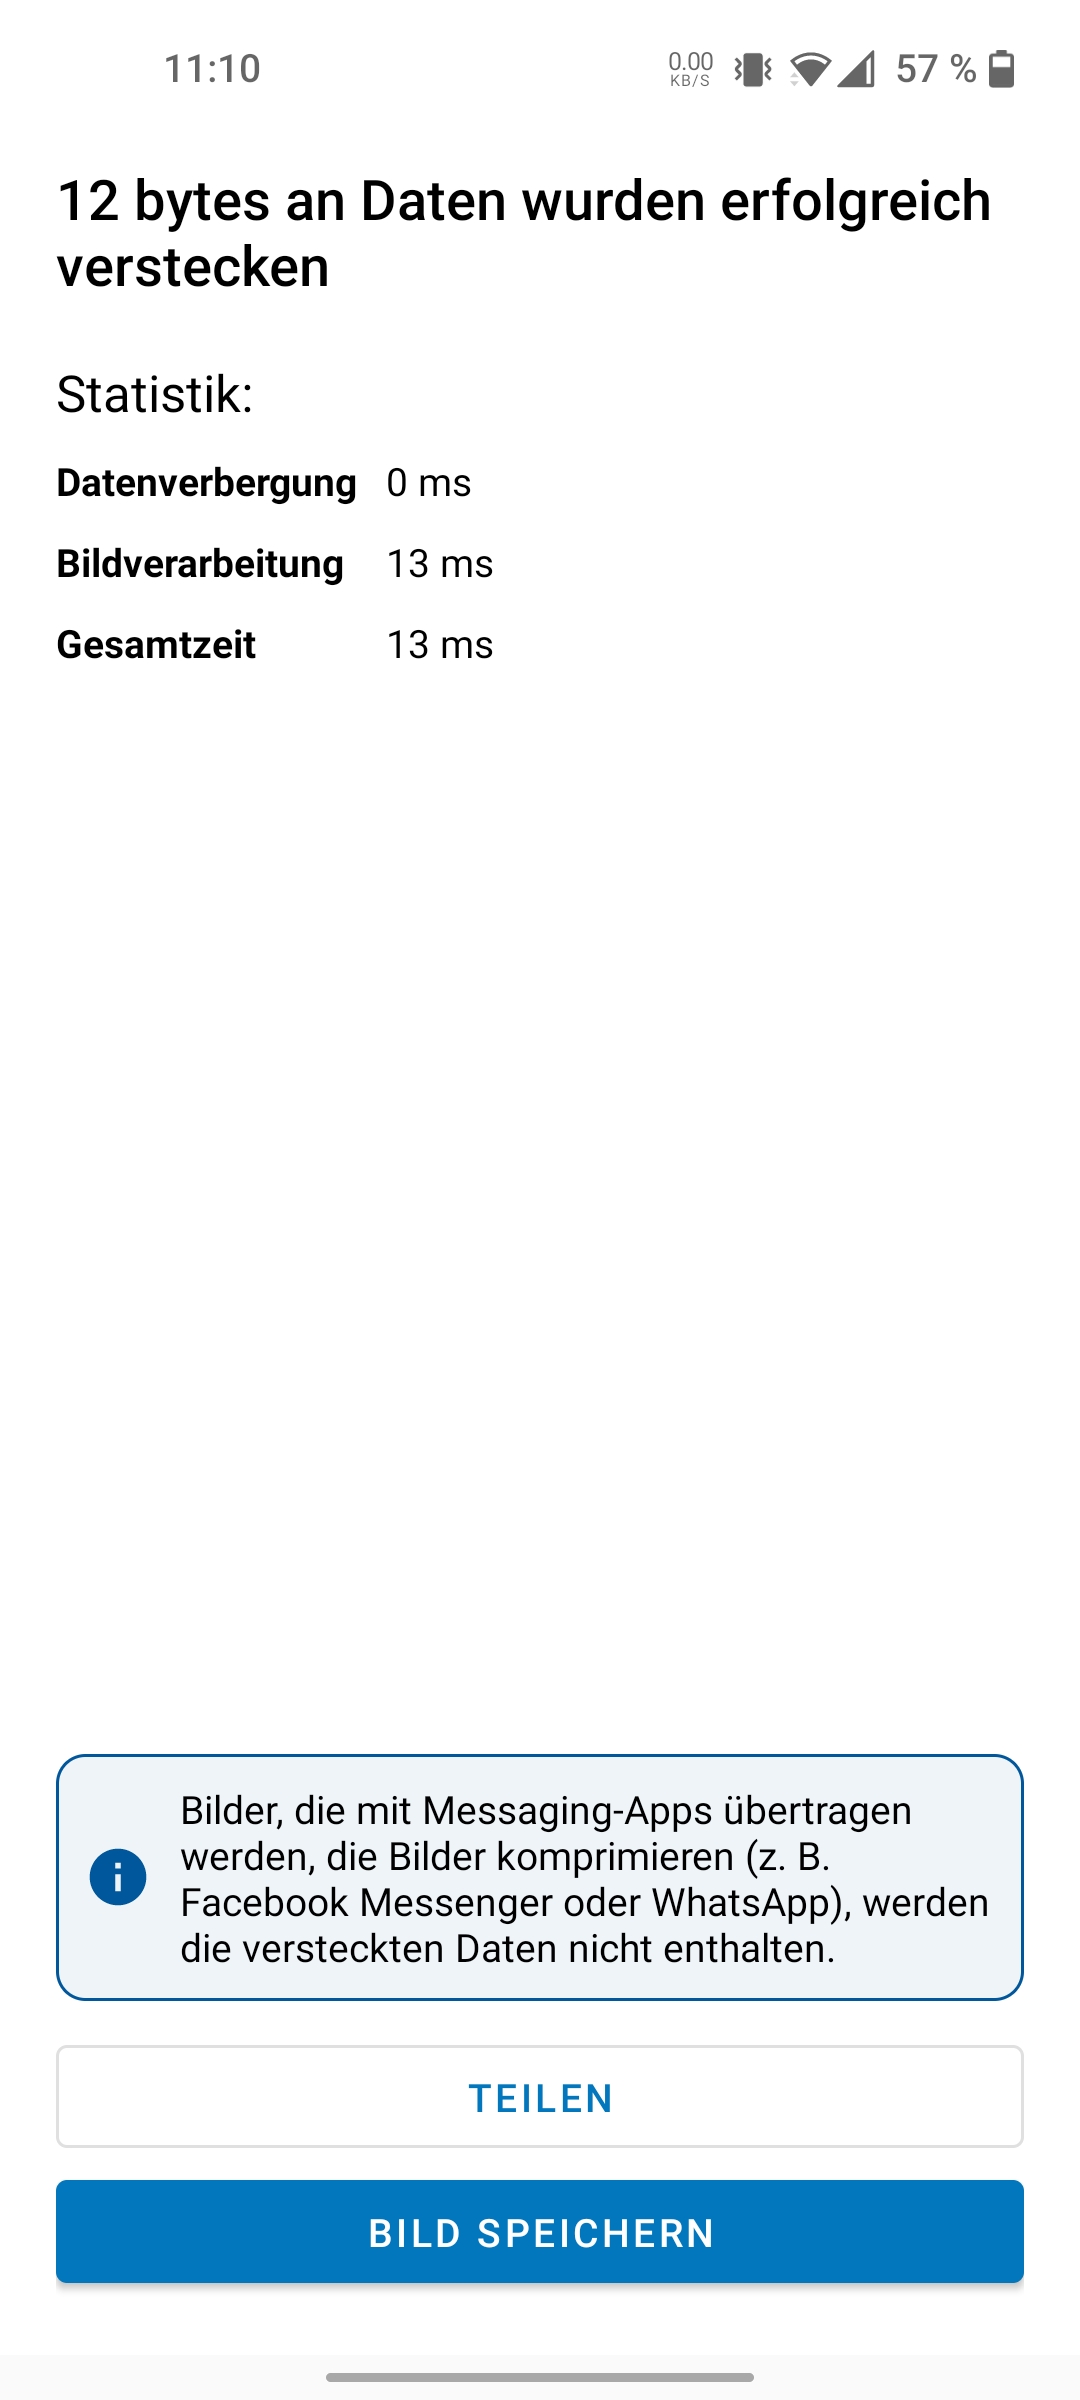 11:10
0.00
KB/S
57 %
12 bytes an Daten wurden erfolgreich
verstecken
Statistik:
Datenverbergung 0 ms
Bildverarbeitung 13 ms
Gesamtzeit 13 ms
Bilder, die mit Messaging-Apps übertragen
werden, die Bilder komprimieren (z. B.
Facebook Messenger oder WhatsApp), werden
die versteckten Daten nicht enthalten.
TEILEN
BILD SPEICHERN